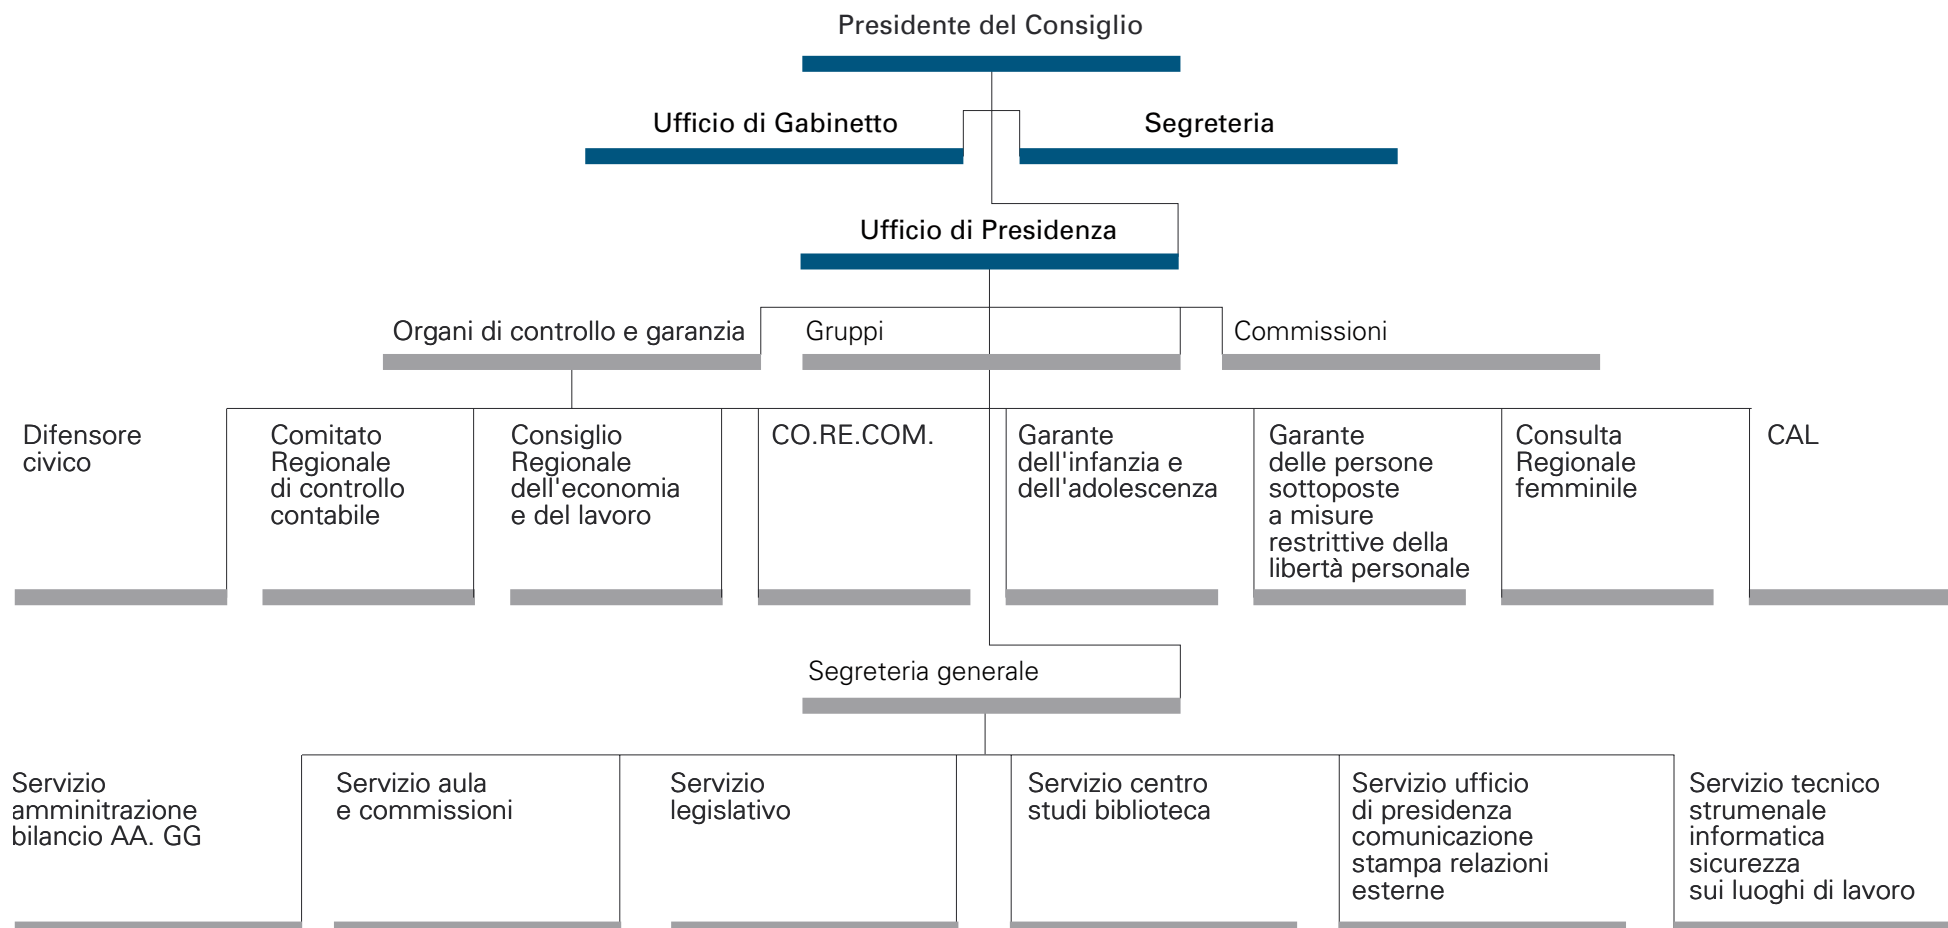 Presidente del Consiglio
Ufficio di Gabinetto
Segreteria
Ufficio di Presidenza
Organi di controllo e garanzia
Gruppi
Commissioni
Difensore
civico
Comitato
Regionale
di controllo
contabile
Consiglio
Regionale
dell'economia
e del lavoro
CO.RE.COM.
Garante
dell'infanzia e
dell'adolescenza
Garante
delle persone
sottoposte
a misure
restrittive della
libertà personale
Consulta
Regionale
femminile
CAL
Segreteria generale
Servizio
amminitrazione
bilancio AA. GG
Servizio aula
e commissioni
Servizio
legislativo
Servizio centro
studi biblioteca
Servizio ufficio
di presidenza
comunicazione
stampa relazioni
esterne
Servizio tecnico
strumenale
informatica
sicurezza
sui luoghi di lavoro